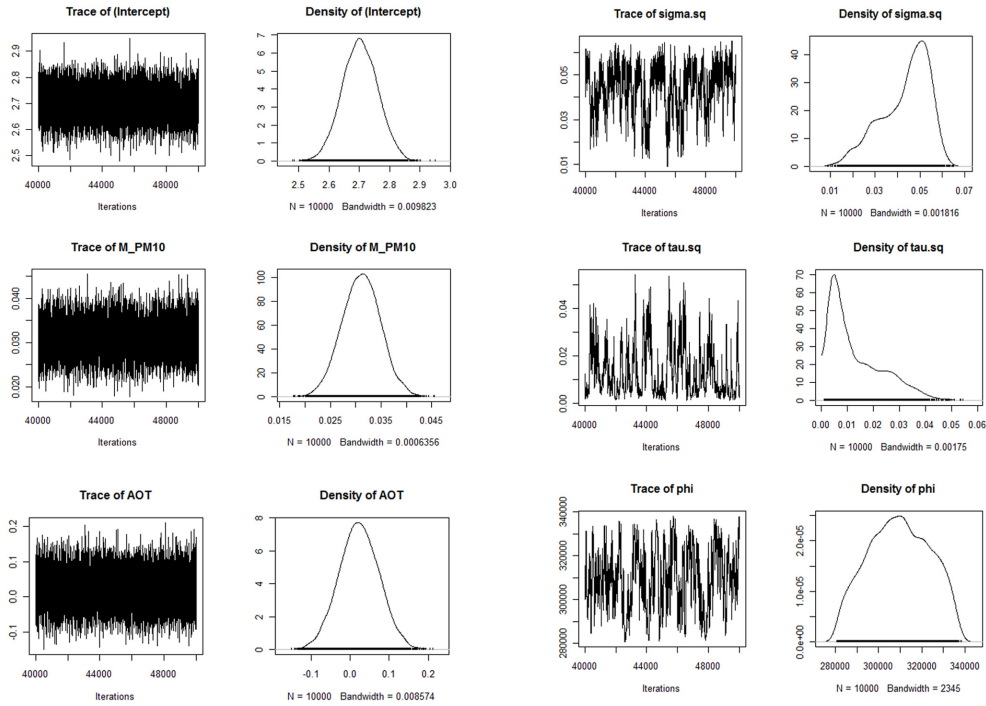 Trace of (Intercept)
2.5 2.6 2.7 2.8 2.9
40000 44000 48000
Iterations
Density of (Intercept)
0 1 2 3 4 5 6 7
2.5 2.6 2.7 2.8 2.9 3.0
N = 10000 Bandwidth = 0.009823
Trace of sigma.sq
0.01 0.03 0.05
40000 44000 48000
Iterations
Density of sigma.sq
0 10 20 30 40
0.01 0.03 0.05 0.07
N = 10000 Bandwidth = 0.001816
Trace of M_PM10
0.020 0.030 0.040
40000 44000 48000
Iterations
Density of M_PM10
0 20 40 60 80 100
0.015 0.025 0.035 0.045
N = 10000 Bandwidth = 0.0006356
Trace of tau.sq
0.00 0.02 0.04
40000 44000 48000
Iterations
Density of tau.sq
0 10 20 30 40 50 60 70
0.00 0.01 0.02 0.03 0.04 0.05 0.06
N = 10000 Bandwidth = 0.00175
Trace of AOT
-0.1 0.0 0.1 0.2
40000 44000 48000
Iterations
Density of AOT
0 2 4 6 8
-0.1 0.0 0.1 0.2
N = 10000 Bandwidth = 0.008574
Trace of phi
280000 300000 320000 340000
40000 44000 48000
Iterations
Density of phi
0.0e+00 1.0e-05 2.0e-05
280000 300000 320000 340000
N = 10000 Bandwidth = 2345